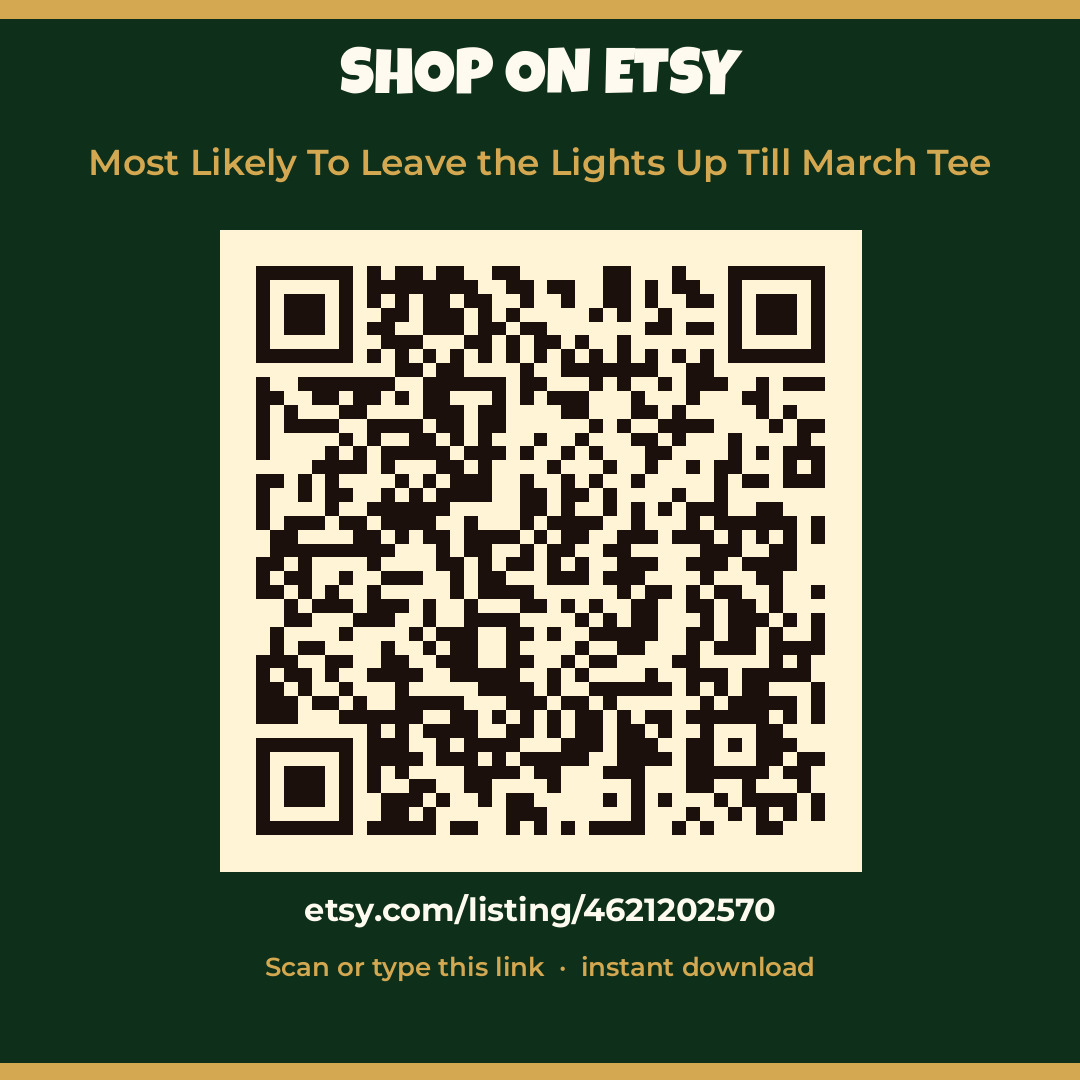 SHOP ON ETSY
Most Likely To Leave the Lights Up Till March Tee
etsy.com/listing/4621202570
Scan or type this link · instant download